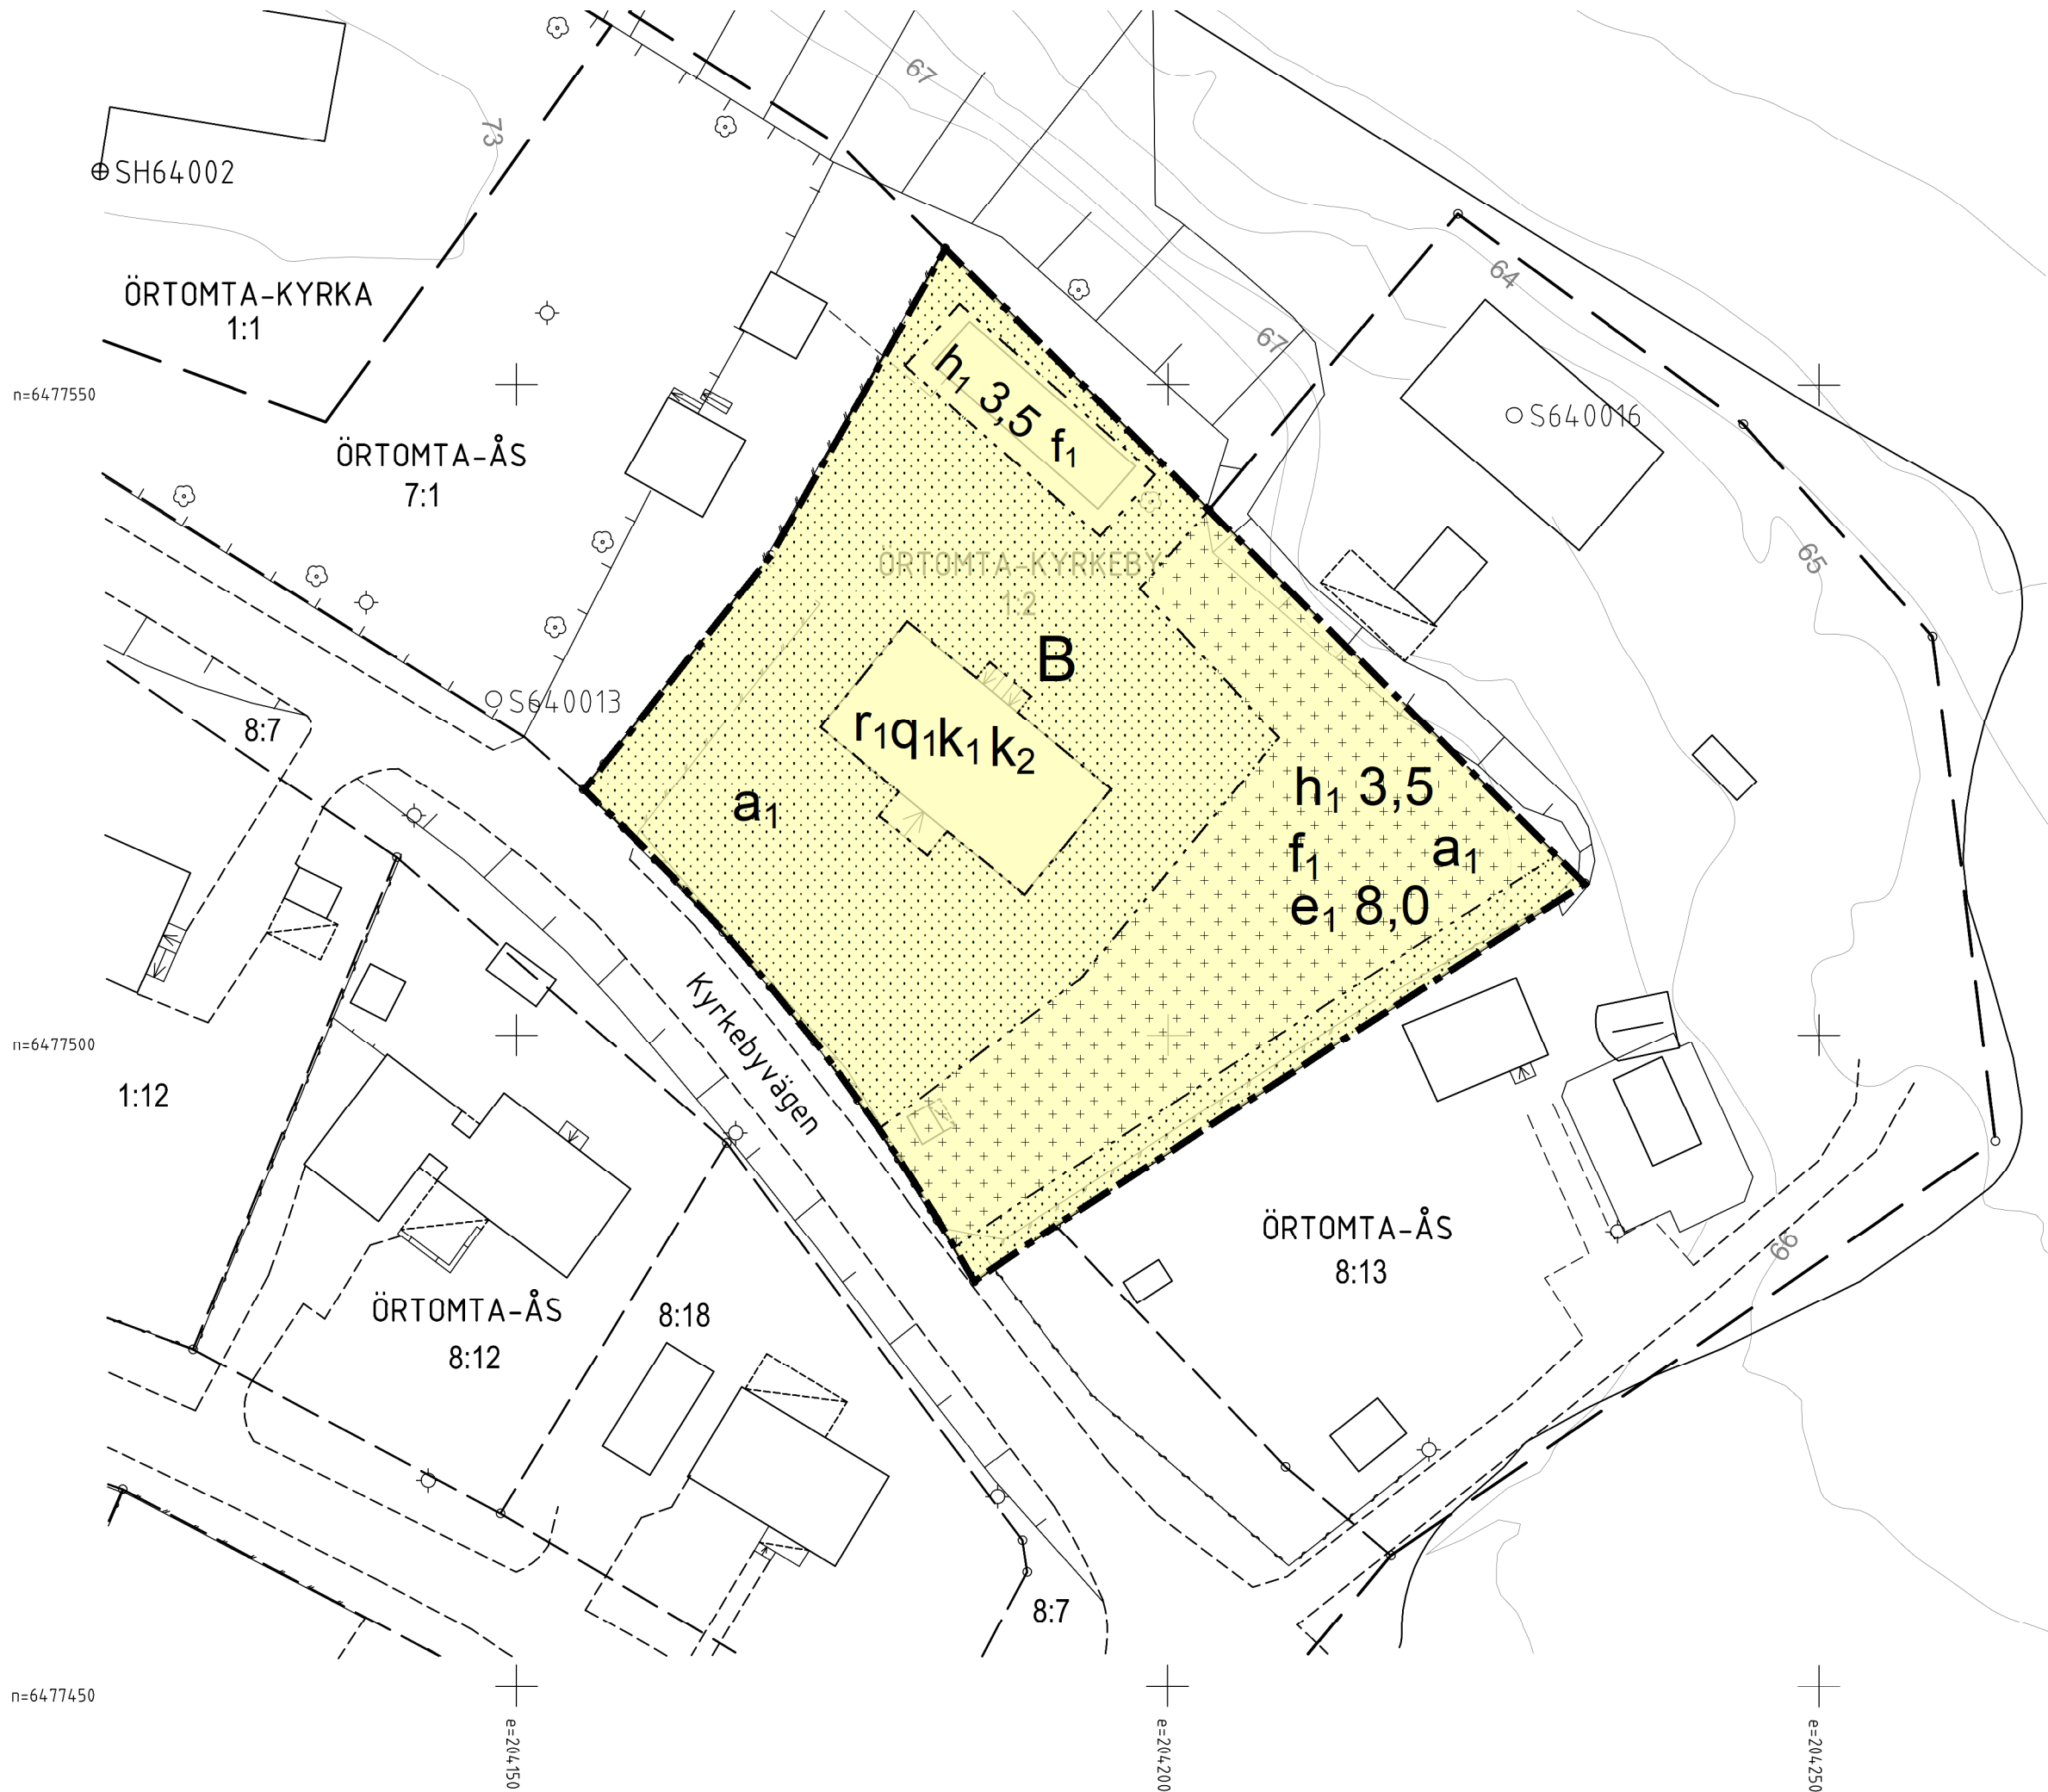 67
73
SH64002
64
ÖRTOMTA-KYRKA
1:1
67
h₁ 3,5 f₁
n=6477550
S640016
ÖRTOMTA-ÅS
7:1
65
ÖRTOMTA-KYRKEBY
1:2
B
S640013
8:7
r₁q₁k₁k₂
a₁
h₁ 3,5
f₁ a₁
e₁ 8,0
n=6477500
Kyrkebyvägen
1:12
ÖRTOMTA-ÅS
8:13
66
ÖRTOMTA-ÅS
8:12
8:18
8:7
n=6477450
e=204150
e=204200
e=204250